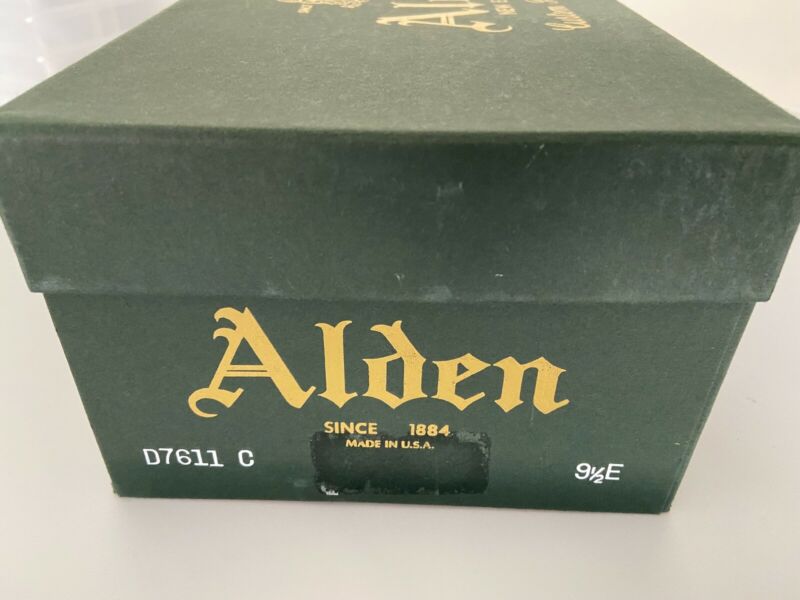 Alden
SINCE 1884
MADE IN U.S.A.
D7611 C
9½E